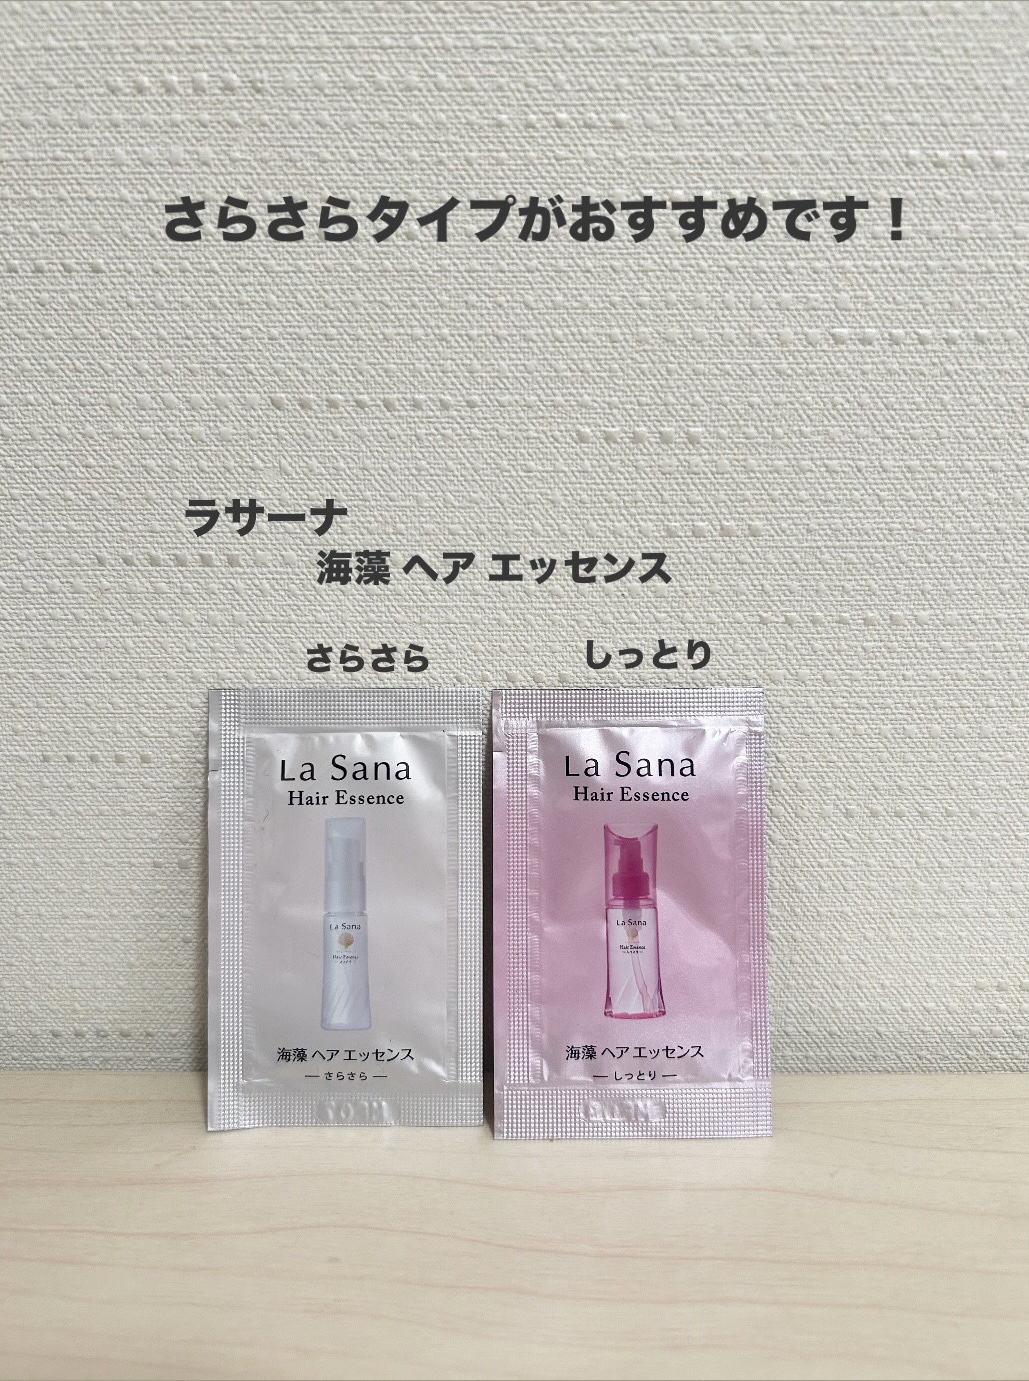 さらさらタイプがおすすめです！
ラサーナ
海藻 ヘア エッセンス
さらさら
しっとり
La Sana
Hair Essence
La Sana
Hair Essence
海藻 ヘア エッセンス
さらさら
La Sana
Hair Essence
La Sana
Hair Essence
海藻 ヘア エッセンス
しっとり